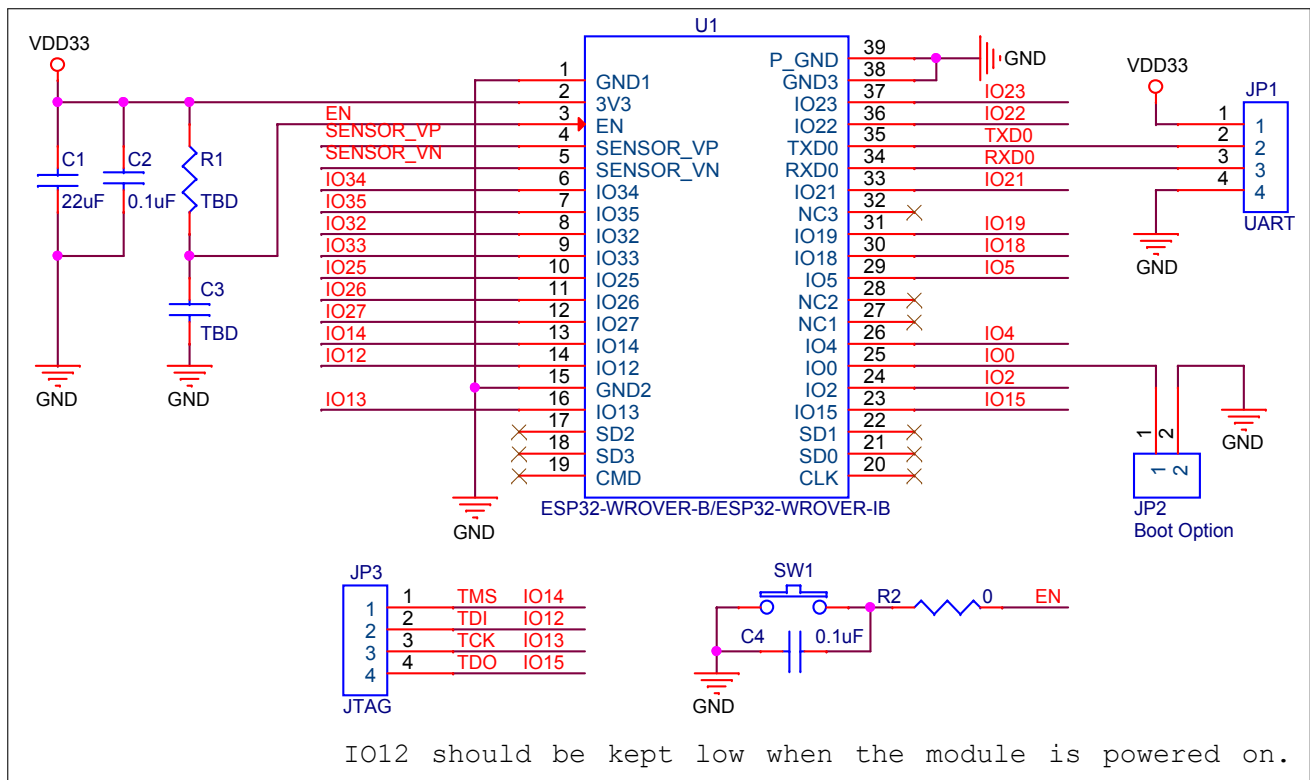 U1
VDD33
C1
22uF
C2
0.1uF
R1
TBD
C3
TBD
GND
GND
EN
SENSOR_VP
SENSOR_VN
IO34
IO35
IO32
IO33
IO25
IO26
IO27
IO14
IO12
IO13
1 GND1
2 3V3
3 EN
4 SENSOR_VP
5 SENSOR_VN
6 IO34
7 IO35
8 IO32
9 IO33
10 IO25
11 IO26
12 IO27
13 IO14
14 IO12
15 GND2
16 IO13
17 SD2
18 SD3
19 CMD
GND
P_GND 39
GND3 38
IO23 37 IO23
IO22 36 IO22
TXD0 35 TXD0
RXD0 34 RXD0
IO21 33 IO21
NC3 32
IO19 31 IO19
IO18 30 IO18
IO5 29 IO5
NC2 28
NC1 27
IO4 26 IO4
IO0 25 IO0
IO2 24 IO2
IO15 23 IO15
SD1 22
SD0 21
CLK 20
ESP32-WROVER-B/ESP32-WROVER-IB
GND
VDD33
JP1
1 1
2 2
3 3
4 4
UART
GND
GND
1 2
1 2
JP2
Boot Option
JP3
1 1 TMS IO14
2 2 TDI IO12
3 3 TCK IO13
4 4 TDO IO15
JTAG
SW1
R2 0 EN
C4 0.1uF
GND
IO12 should be kept low when the module is powered on.